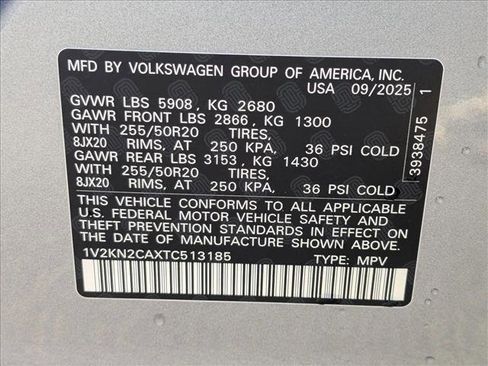 MFD BY VOLKSWAGEN GROUP OF AMERICA, INC.
USA 09/2025
GVWR LBS 5908 , KG 2680
GAWR FRONT LBS 2866 , KG 1300
WITH 255/50R20 TIRES,
8JX20 RIMS, AT 250 KPA, 36 PSI COLD
GAWR REAR LBS 3153 , KG 1430
WITH 255/50R20 TIRES,
8JX20 RIMS, AT 250 KPA, 36 PSI COLD
THIS VEHICLE CONFORMS TO ALL APPLICABLE
U.S. FEDERAL MOTOR VEHICLE SAFETY AND
THEFT PREVENTION STANDARDS IN EFFECT ON
THE DATE OF MANUFACTURE SHOWN ABOVE.
1V2KN2CAXTC513185 TYPE: MPV
3938475 1